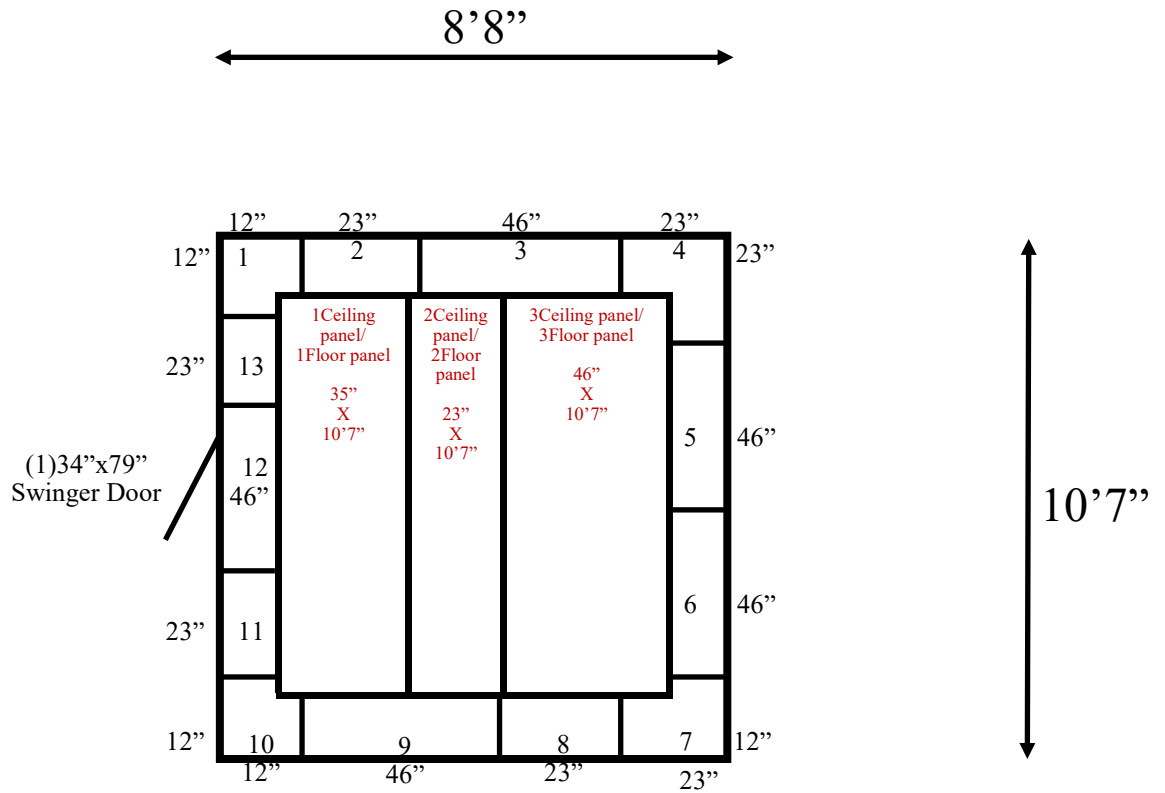 8’8”
12” 23” 46” 23”
12” 1 2 3 4 23”
1Ceiling
panel/
1Floor panel
35”
X
10’7”
2Ceiling
panel/
2Floor
panel
23”
X
10’7”
3Ceiling panel/
3Floor panel
46”
X
10’7”
23” 13
5 46”
(1)34”x79”
Swinger Door
12
46”
10’7”
6 46”
23” 11
12” 10 9 8 7 12”
12” 46” 23” 23”